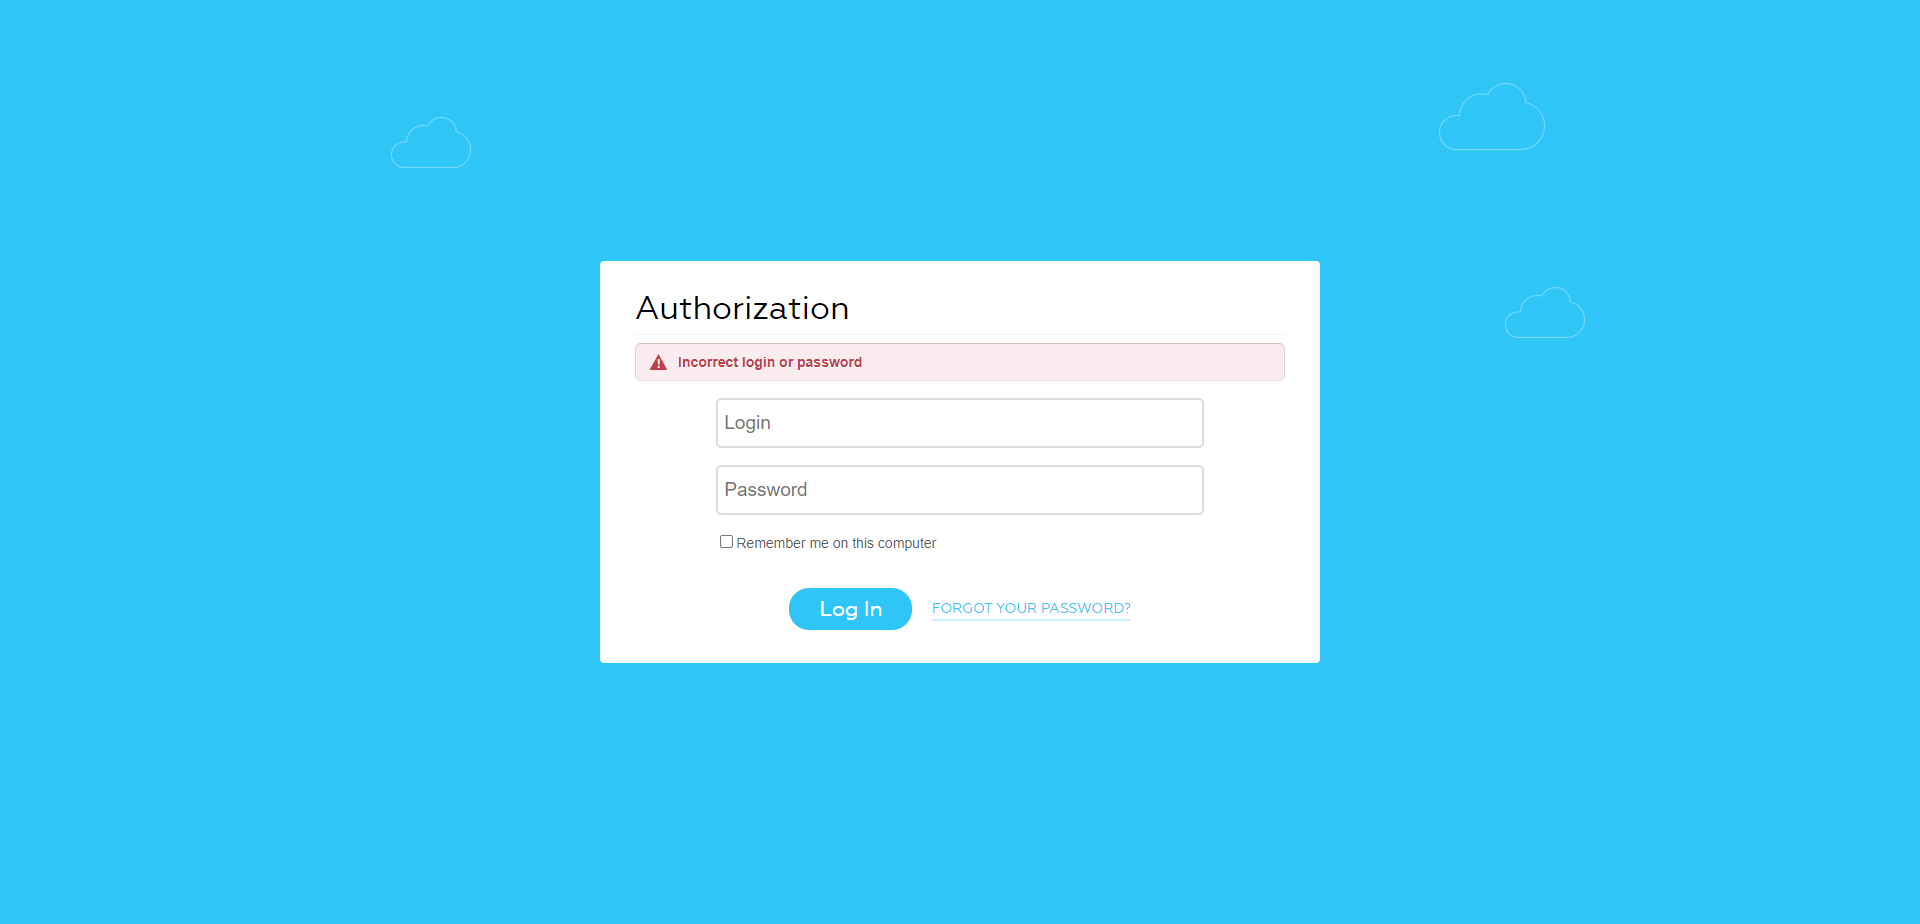 Authorization
Incorrect login or password
Login
Password
Remember me on this computer
Log In
FORGOT YOUR PASSWORD?